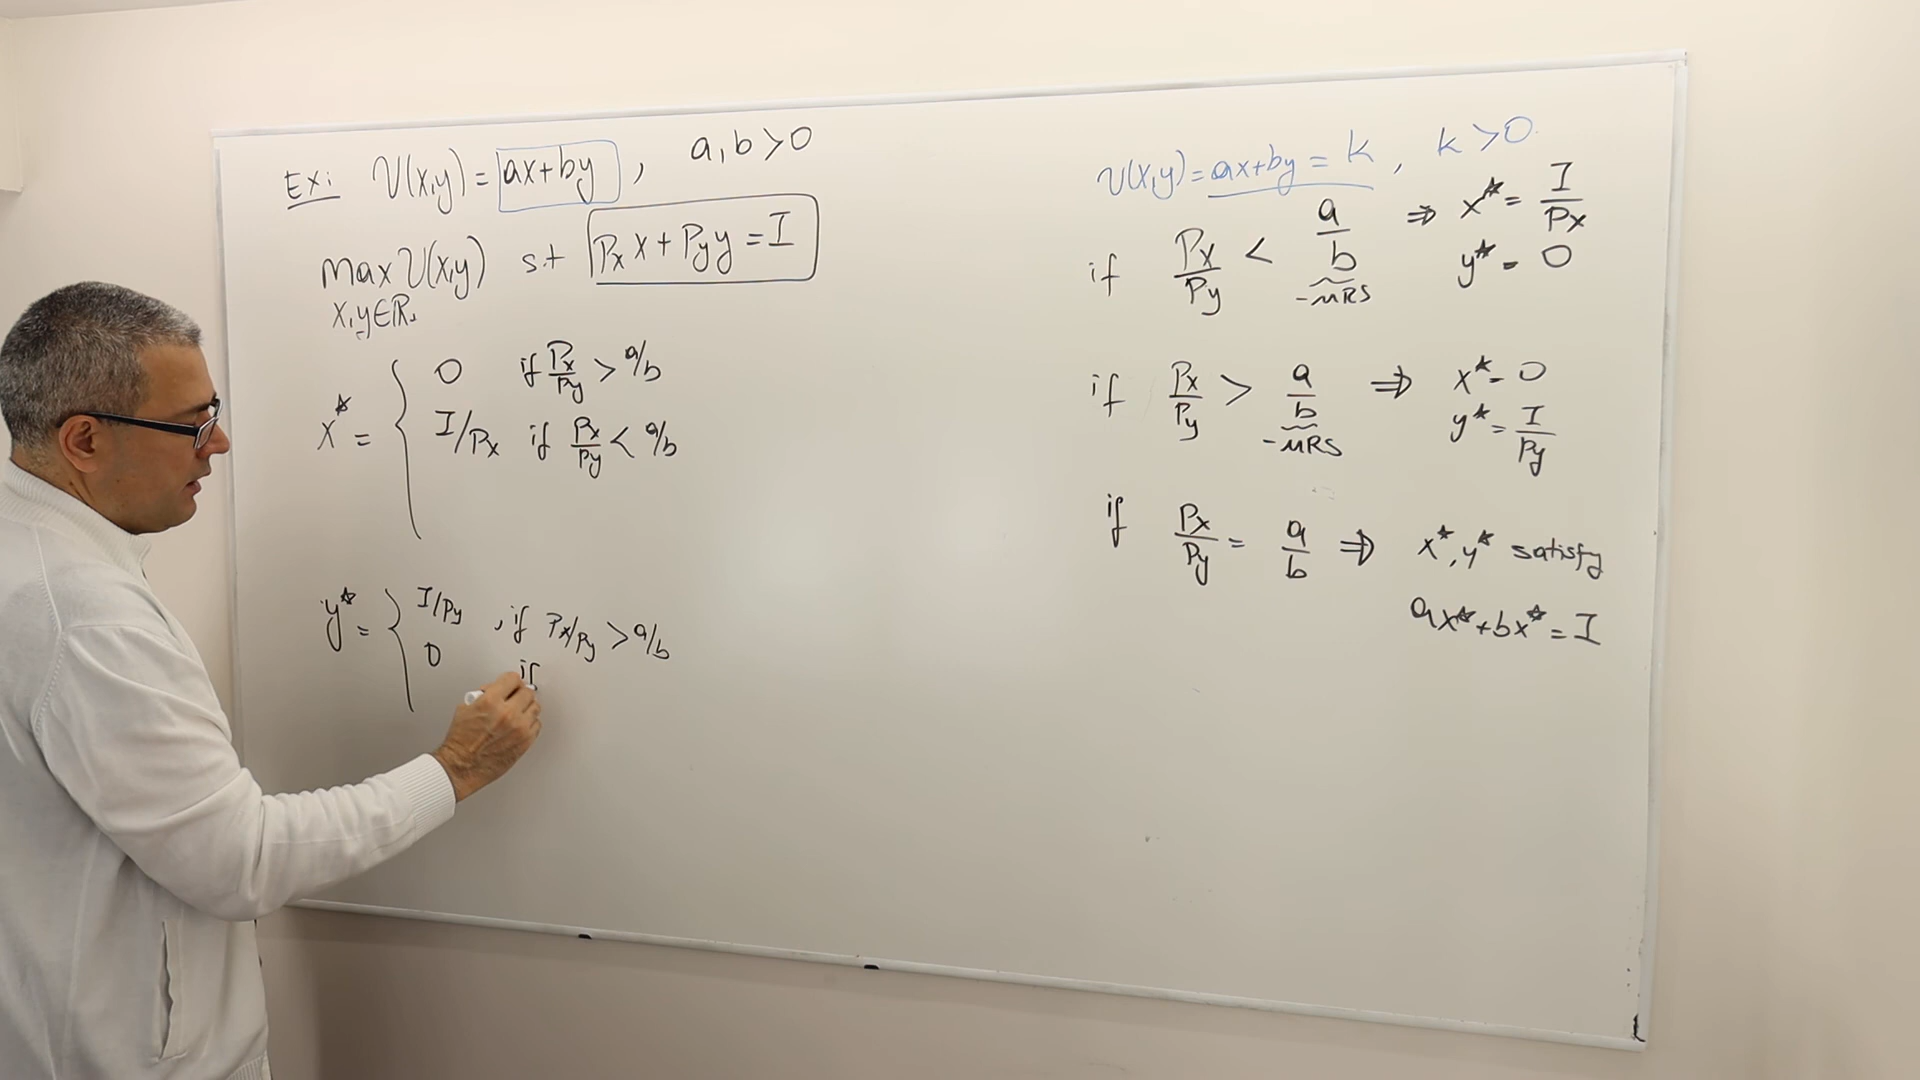 Ex: U(x,y) = ax+by , a,b>0
max U(x,y) s.t Px x + Py y = I
x,y∈R+
x* = { 0 if Px/Py > a/b
I/Px if Px/Py < a/b
y* = { I/Py , if Px/Py > a/b
0 if
U(x,y) = ax+by = k , k>0.
if Px/Py < a/b ⇒ x* = I/Px
-MRS y* = 0
if Px/Py > a/b ⇒ x* = 0
-MRS y* = I/Py
if Px/Py = a/b ⇒ x*, y* satisfy
ax* + bx* = I